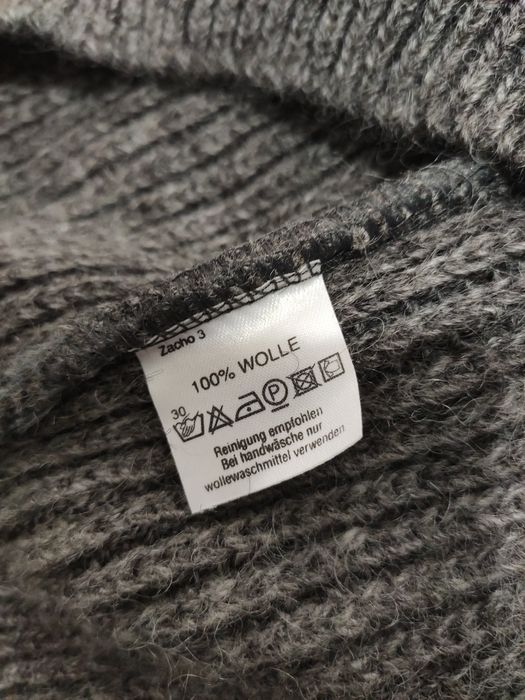 Zacho 3
100% WOLLE
30
P
Reinigung empfohlen
Bei handwäsche nur
wollewaschmittel verwenden